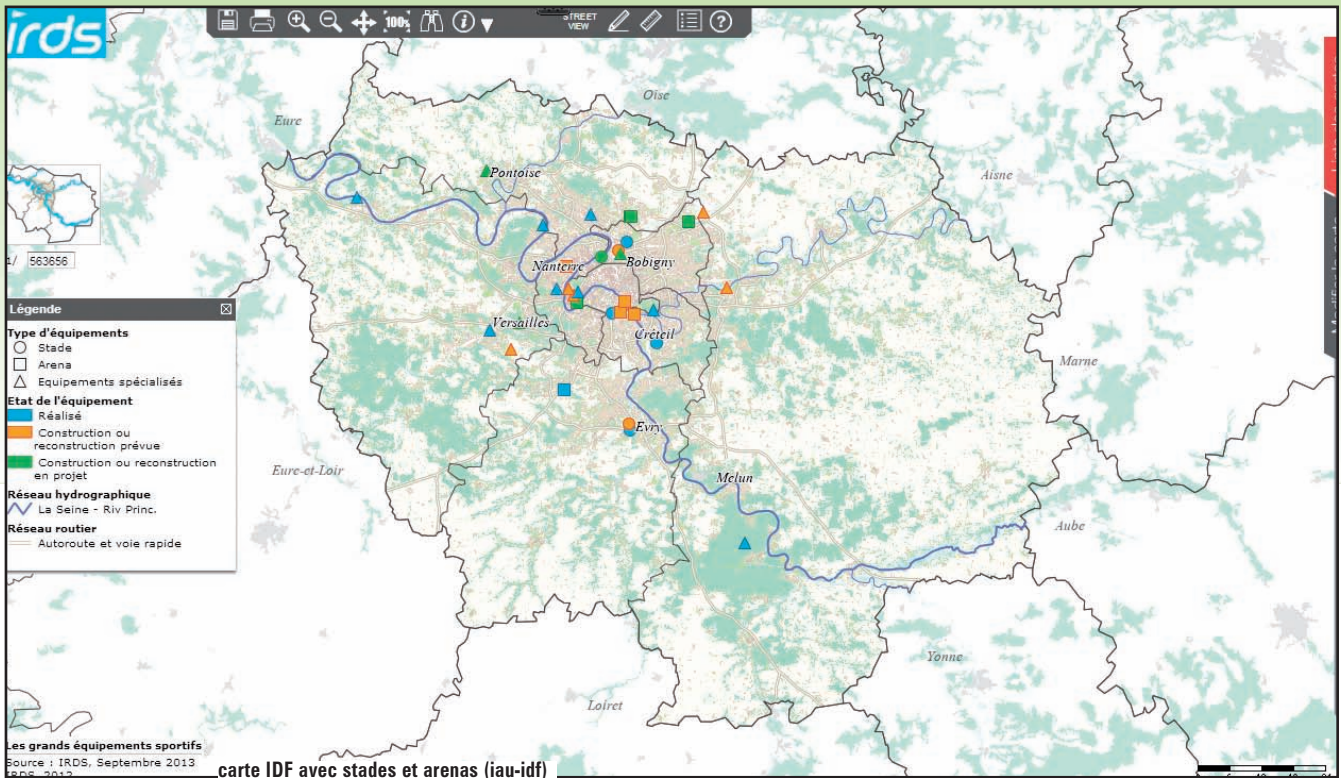 irds
100%
STREET
VIEW
Oise
Eure
Aisne
Pontoise
1/ 563656
Nanterre
Bobigny
Légende
Type d'équipements
Stade
Arena
Equipements spécialisés
Etat de l'équipement
Réalisé
Construction ou
reconstruction prévue
Construction ou reconstruction
en projet
Réseau hydrographique
La Seine - Riv Princ.
Réseau routier
Autoroute et voie rapide
Versailles
Créteil
Marne
Evry
Eure-et-Loir
Melun
Aube
Yonne
Loiret
Les grands équipements sportifs
Source : IRDS, Septembre 2013
IRDS, 2012
carte IDF avec stades et arenas (iau-idf)